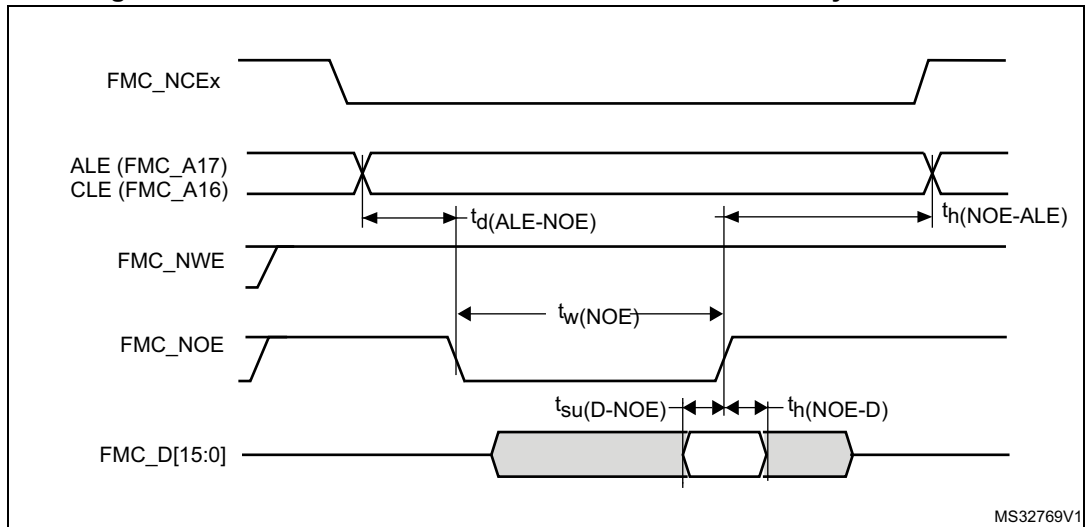 FMC_NCEx
ALE (FMC_A17)
CLE (FMC_A16)
td(ALE-NOE)
th(NOE-ALE)
FMC_NWE
tw(NOE)
FMC_NOE
tsu(D-NOE)
th(NOE-D)
FMC_D[15:0]
MS32769V1